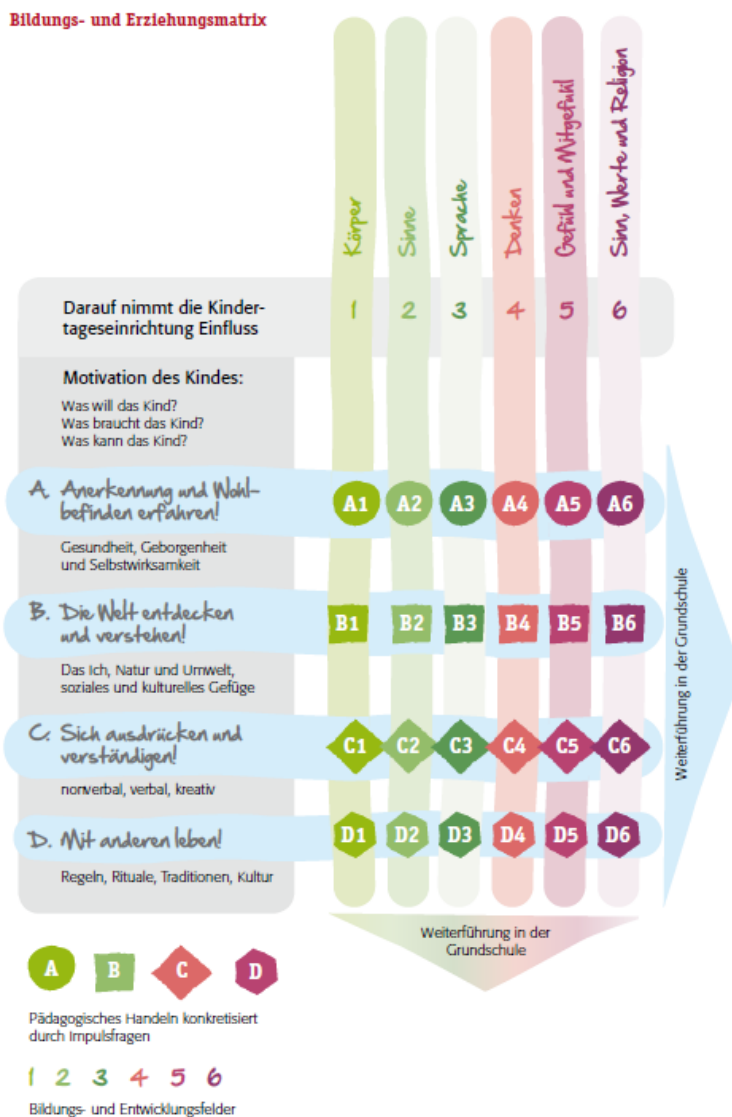 Bildungs- und Erziehungsmatrix
Körper
Sinne
Sprache
Denken
Gefühl und Mitgefühl
Sinn, Werte und Religion
Darauf nimmt die Kinder-
tageseinrichtung Einfluss
1 2 3 4 5 6
Motivation des Kindes:
Was will das Kind?
Was braucht das Kind?
Was kann das Kind?
A. Anerkennung und Wohl-
befinden erfahren!
A1 A2 A3 A4 A5 A6
Gesundheit, Geborgenheit
und Selbstwirksamkeit
B. Die Welt entdecken
und verstehen!
B1 B2 B3 B4 B5 B6
Das Ich, Natur und Umwelt,
soziales und kulturelles Gefüge
C. Sich ausdrücken und
verständigen!
C1 C2 C3 C4 C5 C6
nonverbal, verbal, kreativ
D. Mit anderen leben!
D1 D2 D3 D4 D5 D6
Regeln, Rituale, Traditionen, Kultur
Weiterführung in der Grundschule
Weiterführung in der
Grundschule
A B C D
Pädagogisches Handeln konkretisiert
durch Impulsfragen
1 2 3 4 5 6
Bildungs- und Entwicklungsfelder